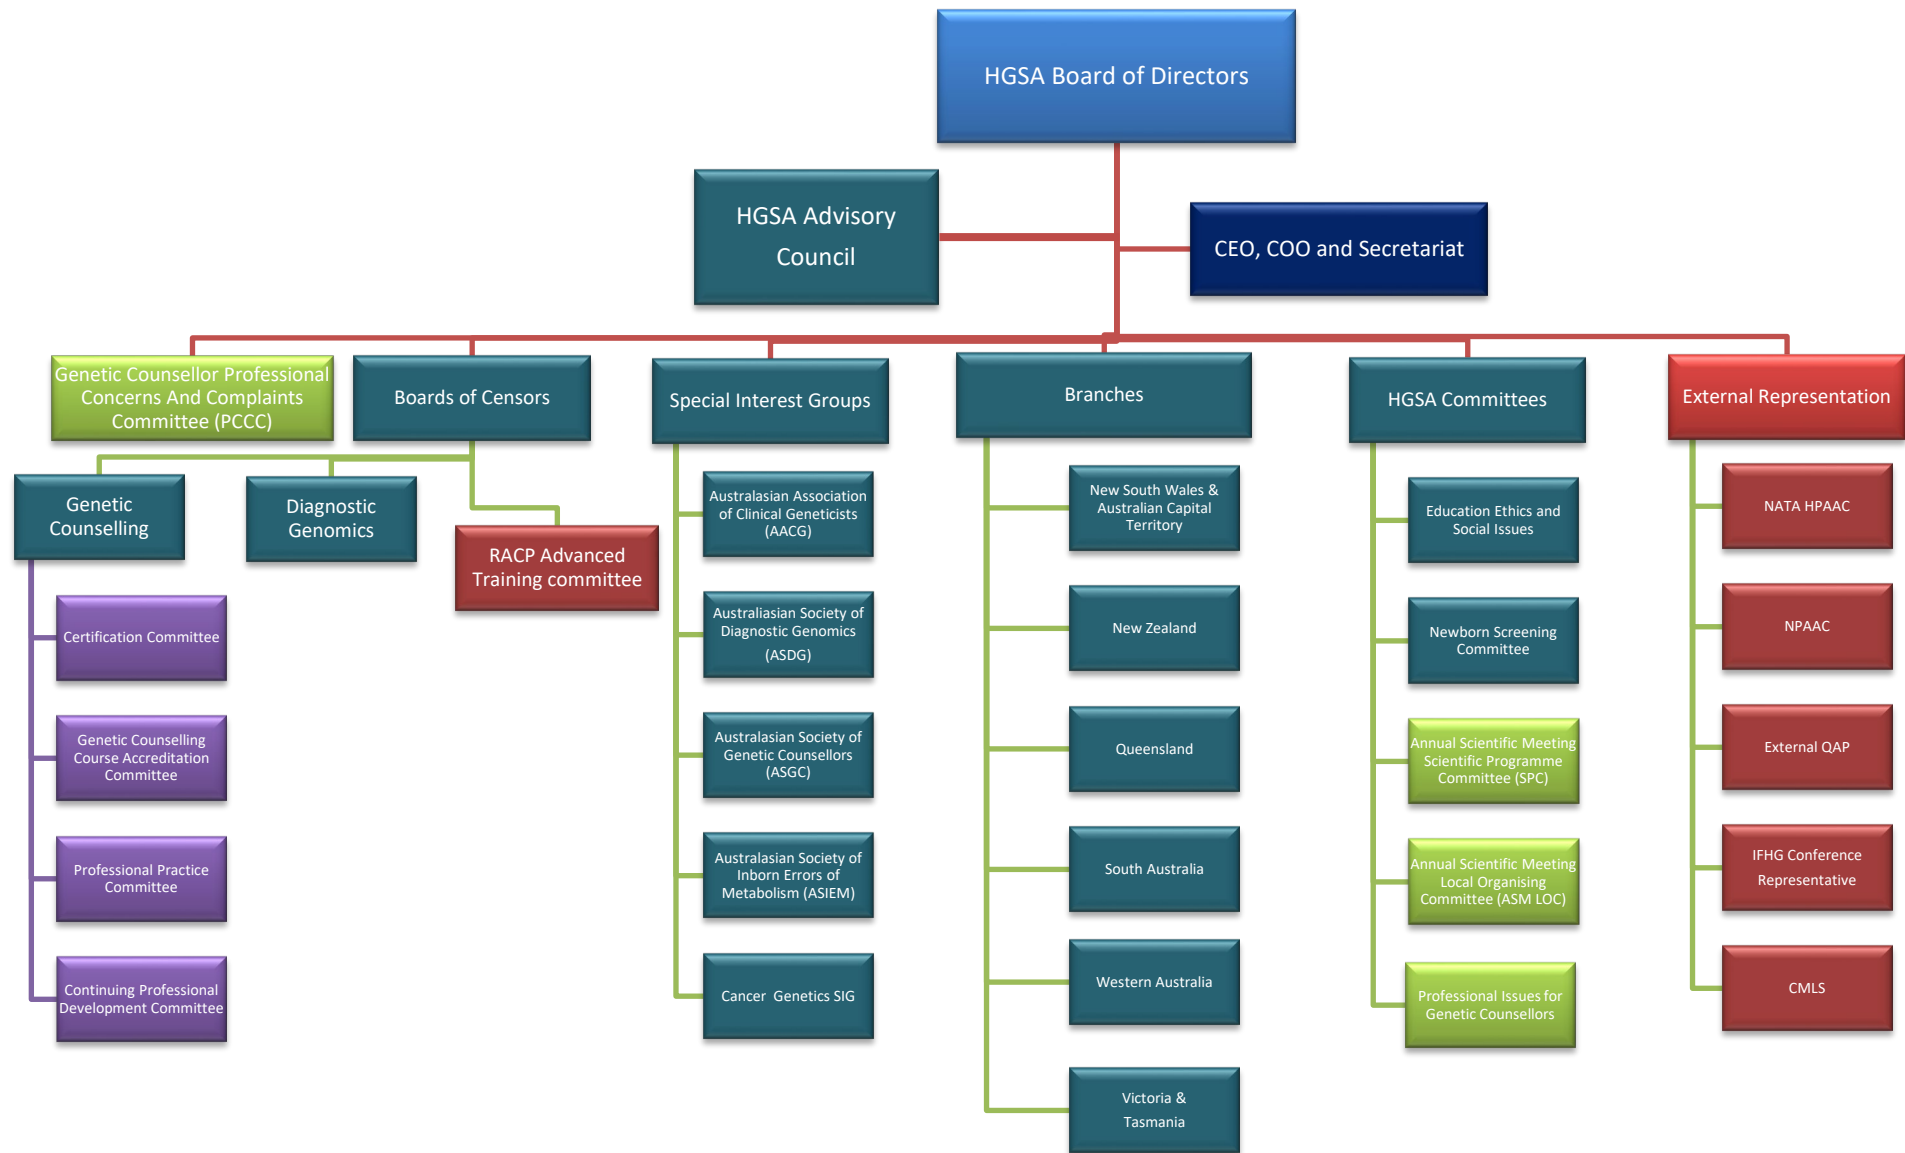 HGSA Board of Directors
HGSA Advisory
Council
CEO, COO and Secretariat
Genetic Counsellor Professional
Concerns And Complaints
Committee (PCCC)
Boards of Censors
Special Interest Groups
Branches
HGSA Committees
External Representation
Genetic
Counselling
Diagnostic
Genomics
RACP Advanced
Training committee
Certification Committee
Genetic Counselling
Course Accreditation
Committee
Professional Practice
Committee
Continuing Professional
Development Committee
Australasian Association
of Clinical Geneticists
(AACG)
Australiasian Society of
Diagnostic Genomics
(ASDG)
Australasian Society of
Genetic Counsellors
(ASGC)
Australasian Society of
Inborn Errors of
Metabolism (ASIEM)
Cancer Genetics SIG
New South Wales &
Australian Capital
Territory
New Zealand
Queensland
South Australia
Western Australia
Victoria &
Tasmania
Education Ethics and
Social Issues
Newborn Screening
Committee
Annual Scientific Meeting
Scientific Programme
Committee (SPC)
Annual Scientific Meeting
Local Organising
Committee (ASM LOC)
Professional Issues for
Genetic Counsellors
NATA HPAAC
NPAAC
External QAP
IFHG Conference
Representative
CMLS